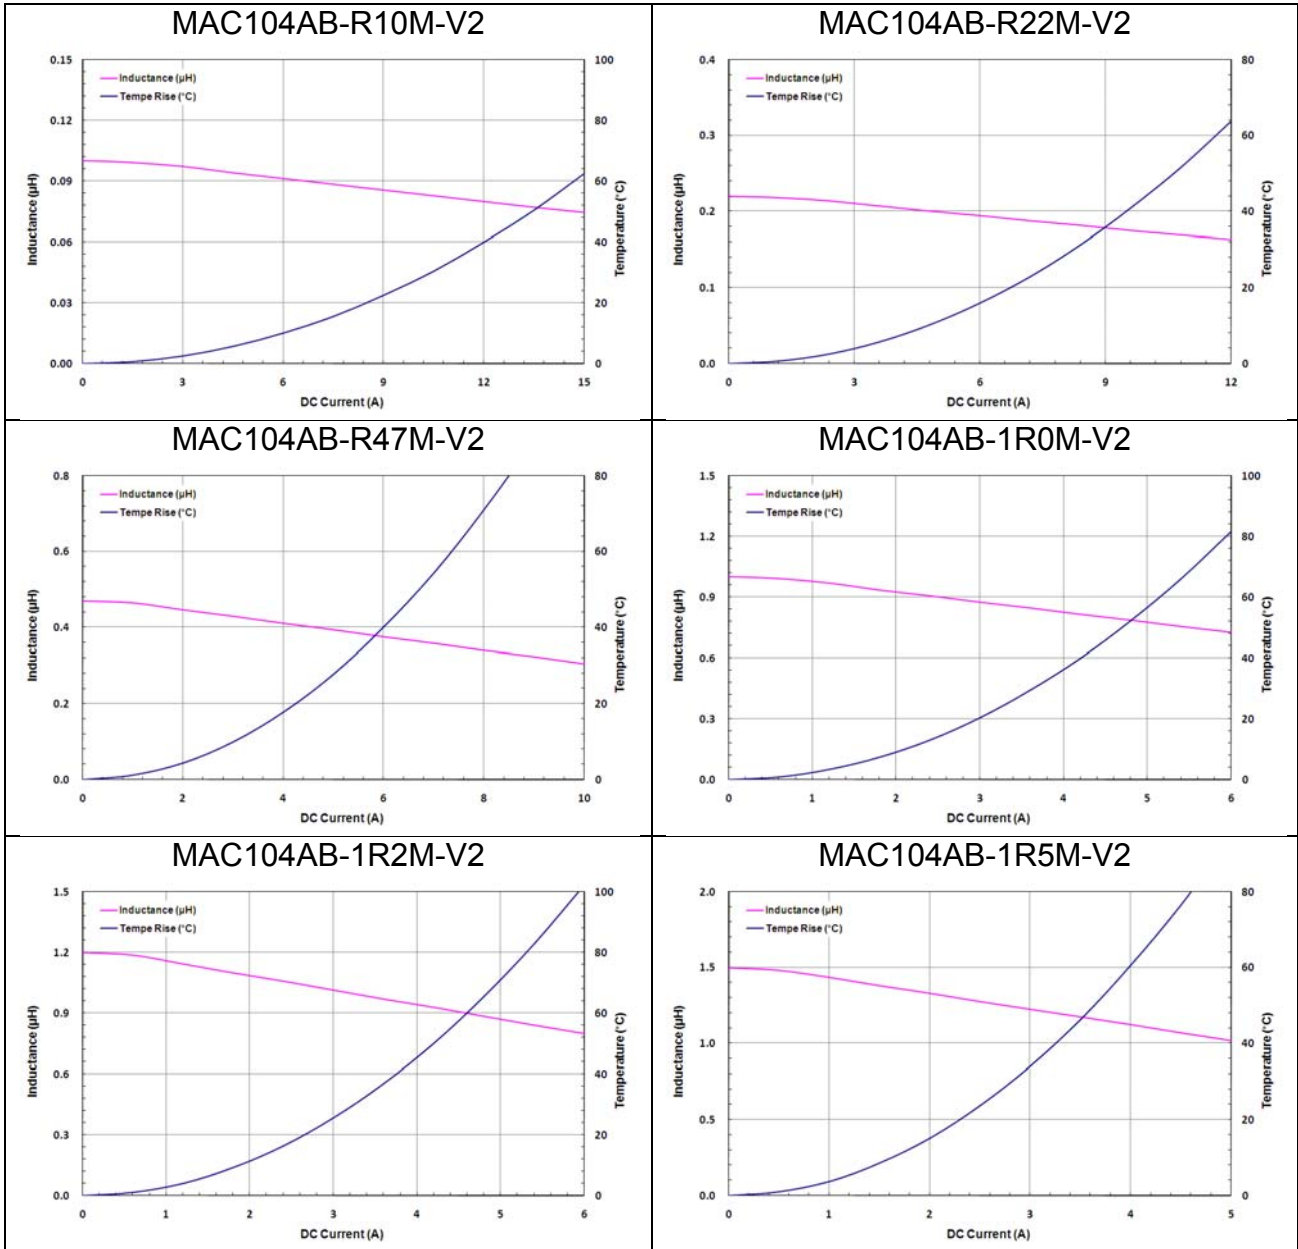 MAC104AB-R10M-V2
Inductance (µH)
Tempe Rise (°C)
0.15
0.12
0.09
0.06
0.03
0.00
100
80
60
40
20
0
0 3 6 9 12 15
Inductance (µH)
Temperature (°C)
DC Current (A)
MAC104AB-R22M-V2
Inductance (µH)
Tempe Rise (°C)
0.4
0.3
0.2
0.1
0.0
80
60
40
20
0
0 3 6 9 12
Inductance (µH)
Temperature (°C)
DC Current (A)
MAC104AB-R47M-V2
Inductance (µH)
Tempe Rise (°C)
0.8
0.6
0.4
0.2
0.0
80
60
40
20
0
0 2 4 6 8 10
Inductance (µH)
Temperature (°C)
DC Current (A)
MAC104AB-1R0M-V2
Inductance (µH)
Tempe Rise (°C)
1.5
1.2
0.9
0.6
0.3
0.0
100
80
60
40
20
0
0 1 2 3 4 5 6
Inductance (µH)
Temperature (°C)
DC Current (A)
MAC104AB-1R2M-V2
Inductance (µH)
Tempe Rise (°C)
1.5
1.2
0.9
0.6
0.3
0.0
100
80
60
40
20
0
0 1 2 3 4 5 6
Inductance (µH)
Temperature (°C)
DC Current (A)
MAC104AB-1R5M-V2
Inductance (µH)
Tempe Rise (°C)
2.0
1.5
1.0
0.5
0.0
80
60
40
20
0
0 1 2 3 4 5
Inductance (µH)
Temperature (°C)
DC Current (A)